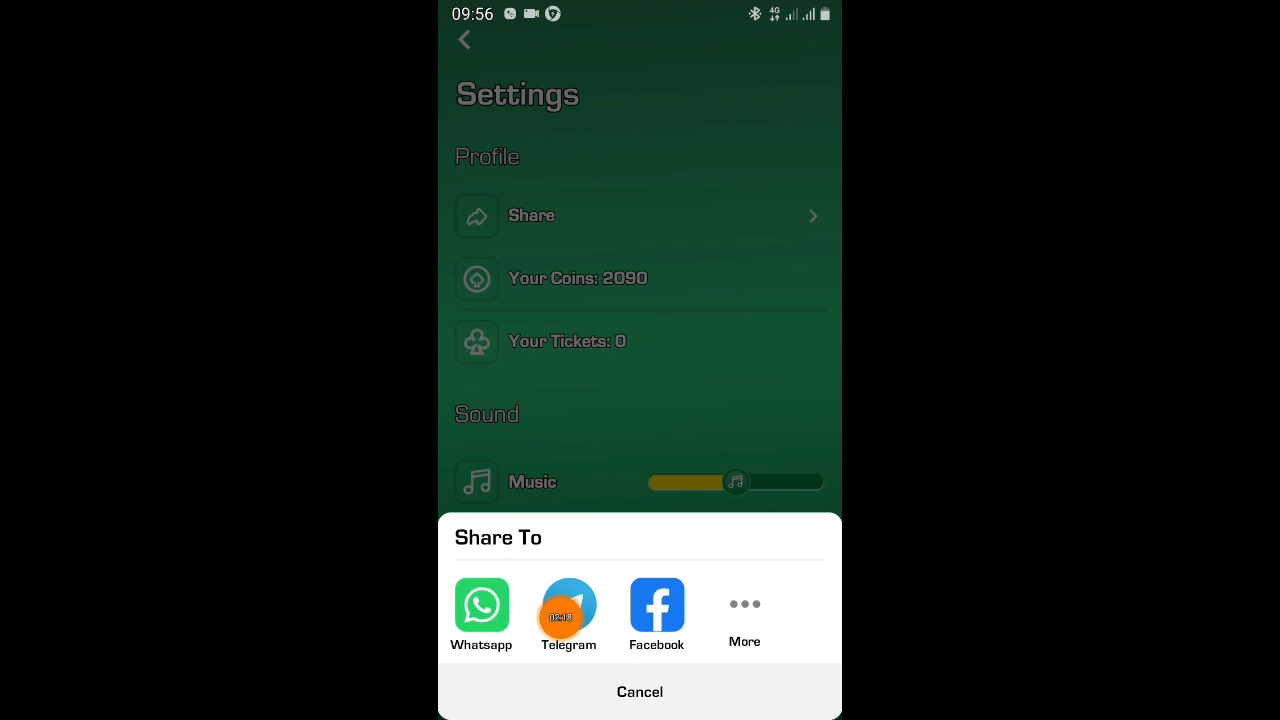 09:56
4G
Settings
Profile
Share
Your Coins: 2090
Your Tickets: 0
Sound
Music
Share To
Whatsapp
Telegram
Facebook
More
Cancel